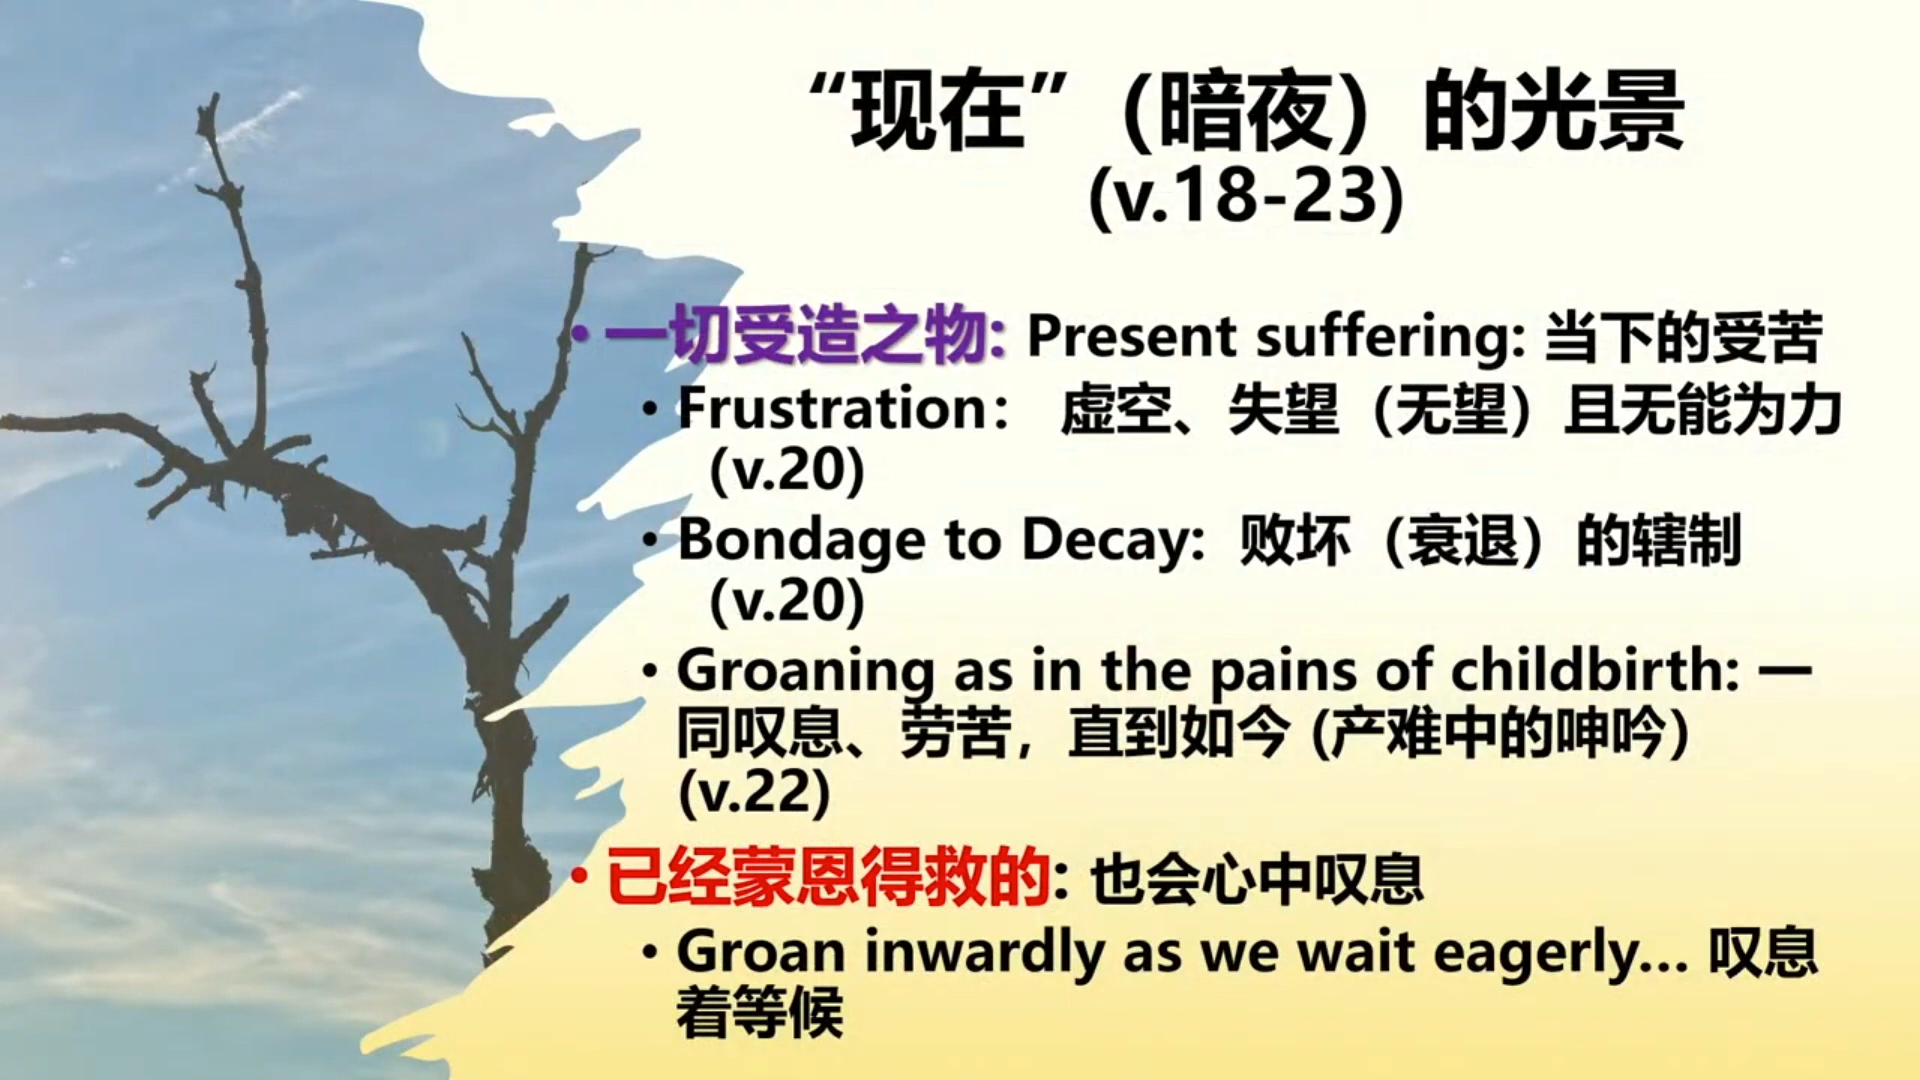 “现在”（暗夜）的光景
(v.18-23)
• 一切受造之物: Present suffering: 当下的受苦
• Frustration： 虚空、失望（无望）且无能为力
(v.20)
• Bondage to Decay: 败坏（衰退）的辖制
(v.20)
• Groaning as in the pains of childbirth: 一
同叹息、劳苦，直到如今 (产难中的呻吟）
(v.22)
• 已经蒙恩得救的: 也会心中叹息
• Groan inwardly as we wait eagerly... 叹息
着等候